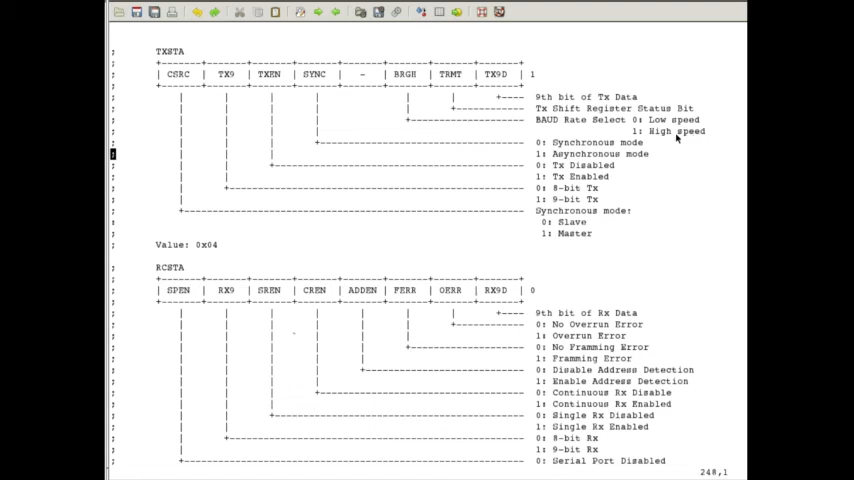 ; TXSTA
; +-------+-------+-------+-------+-------+-------+-------+-------+
; | CSRC | TX9 | TXEN | SYNC | - | BRGH | TRMT | TX9D | 1
; +-------+-------+-------+-------+-------+-------+-------+-------+
; | | | | | | +---- 9th bit of Tx Data
; | | | | | +----------- Tx Shift Register Status Bit
; | | | | +------------------- BAUD Rate Select 0: Low speed
; | | | | 1: High speed
; | | | +----------------------------------- 0: Synchronous mode
; | | | 1: Asynchronous mode
; | | +------------------------------------------- 0: Tx Disabled
; | | 1: Tx Enabled
; | +--------------------------------------------------- 0: 8-bit Tx
; | 1: 9-bit Tx
; +----------------------------------------------------------- Synchronous mode:
; 0: Slave
; 1: Master
; Value: 0x04
; RCSTA
; +-------+-------+-------+-------+-------+-------+-------+-------+
; | SPEN | RX9 | SREN | CREN | ADDEN | FERR | OERR | RX9D | 0
; +-------+-------+-------+-------+-------+-------+-------+-------+
; | | | | | | | +---- 9th bit of Rx Data
; | | | | | | +----------- 0: No Overrun Error
; | | | | | | 1: Overrun Error
; | | | | | +------------------- 0: No Framming Error
; | | | | | 1: Framming Error
; | | | | +--------------------------- 0: Disable Address Detection
; | | | | 1: Enable Address Detection
; | | | +----------------------------------- 0: Continuous Rx Disable
; | | | 1: Continuous Rx Enabled
; | | +------------------------------------------- 0: Single Rx Disabled
; | | 1: Single Rx Enabled
; | +--------------------------------------------------- 0: 8-bit Rx
; | 1: 9-bit Rx
; +----------------------------------------------------------- 0: Serial Port Disabled
248,1